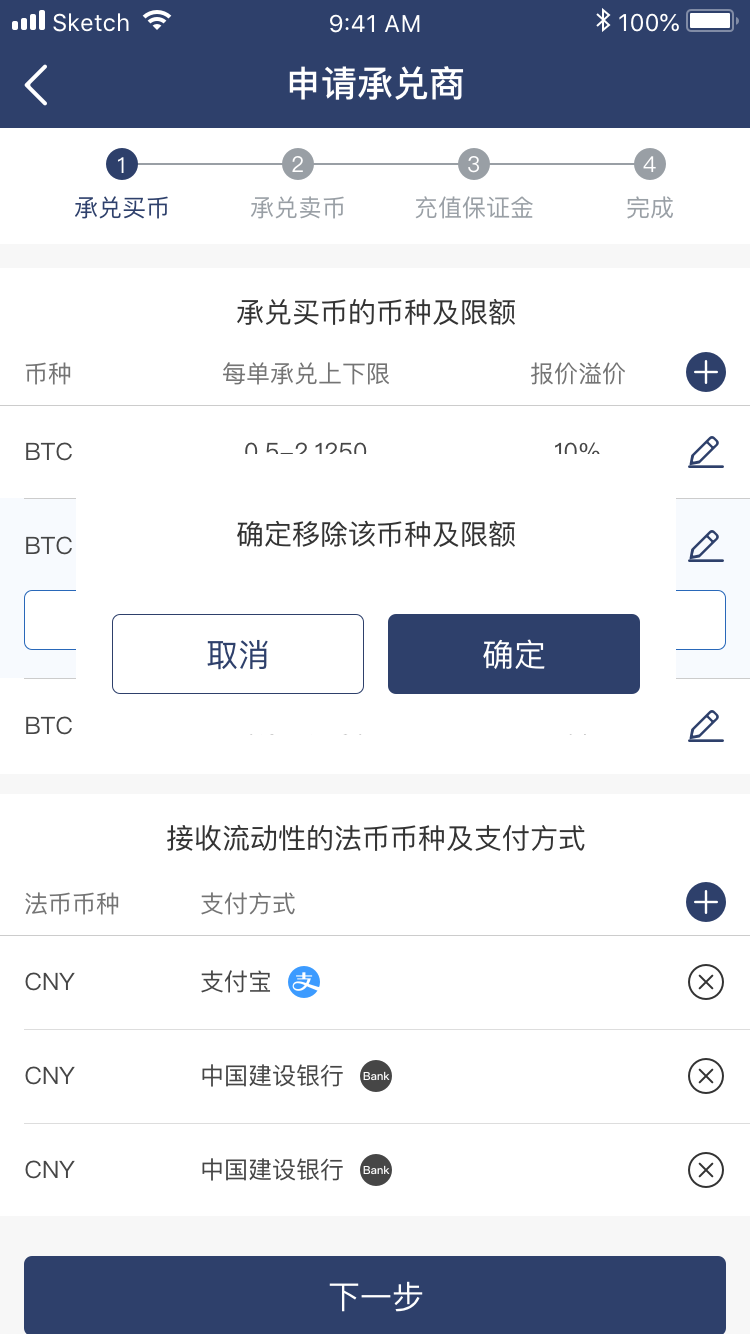 Sketch 9:41 AM 100%
申请承兑商
1 2 3 4
承兑买币 承兑卖币 充值保证金 完成
承兑买币的币种及限额
币种 每单承兑上下限 报价溢价
BTC 0.5-2.1250 10%
BTC
确定移除该币种及限额
取消 确定
BTC
接收流动性的法币币种及支付方式
法币币种 支付方式
CNY 支付宝 支
CNY 中国建设银行 Bank
CNY 中国建设银行 Bank
下一步